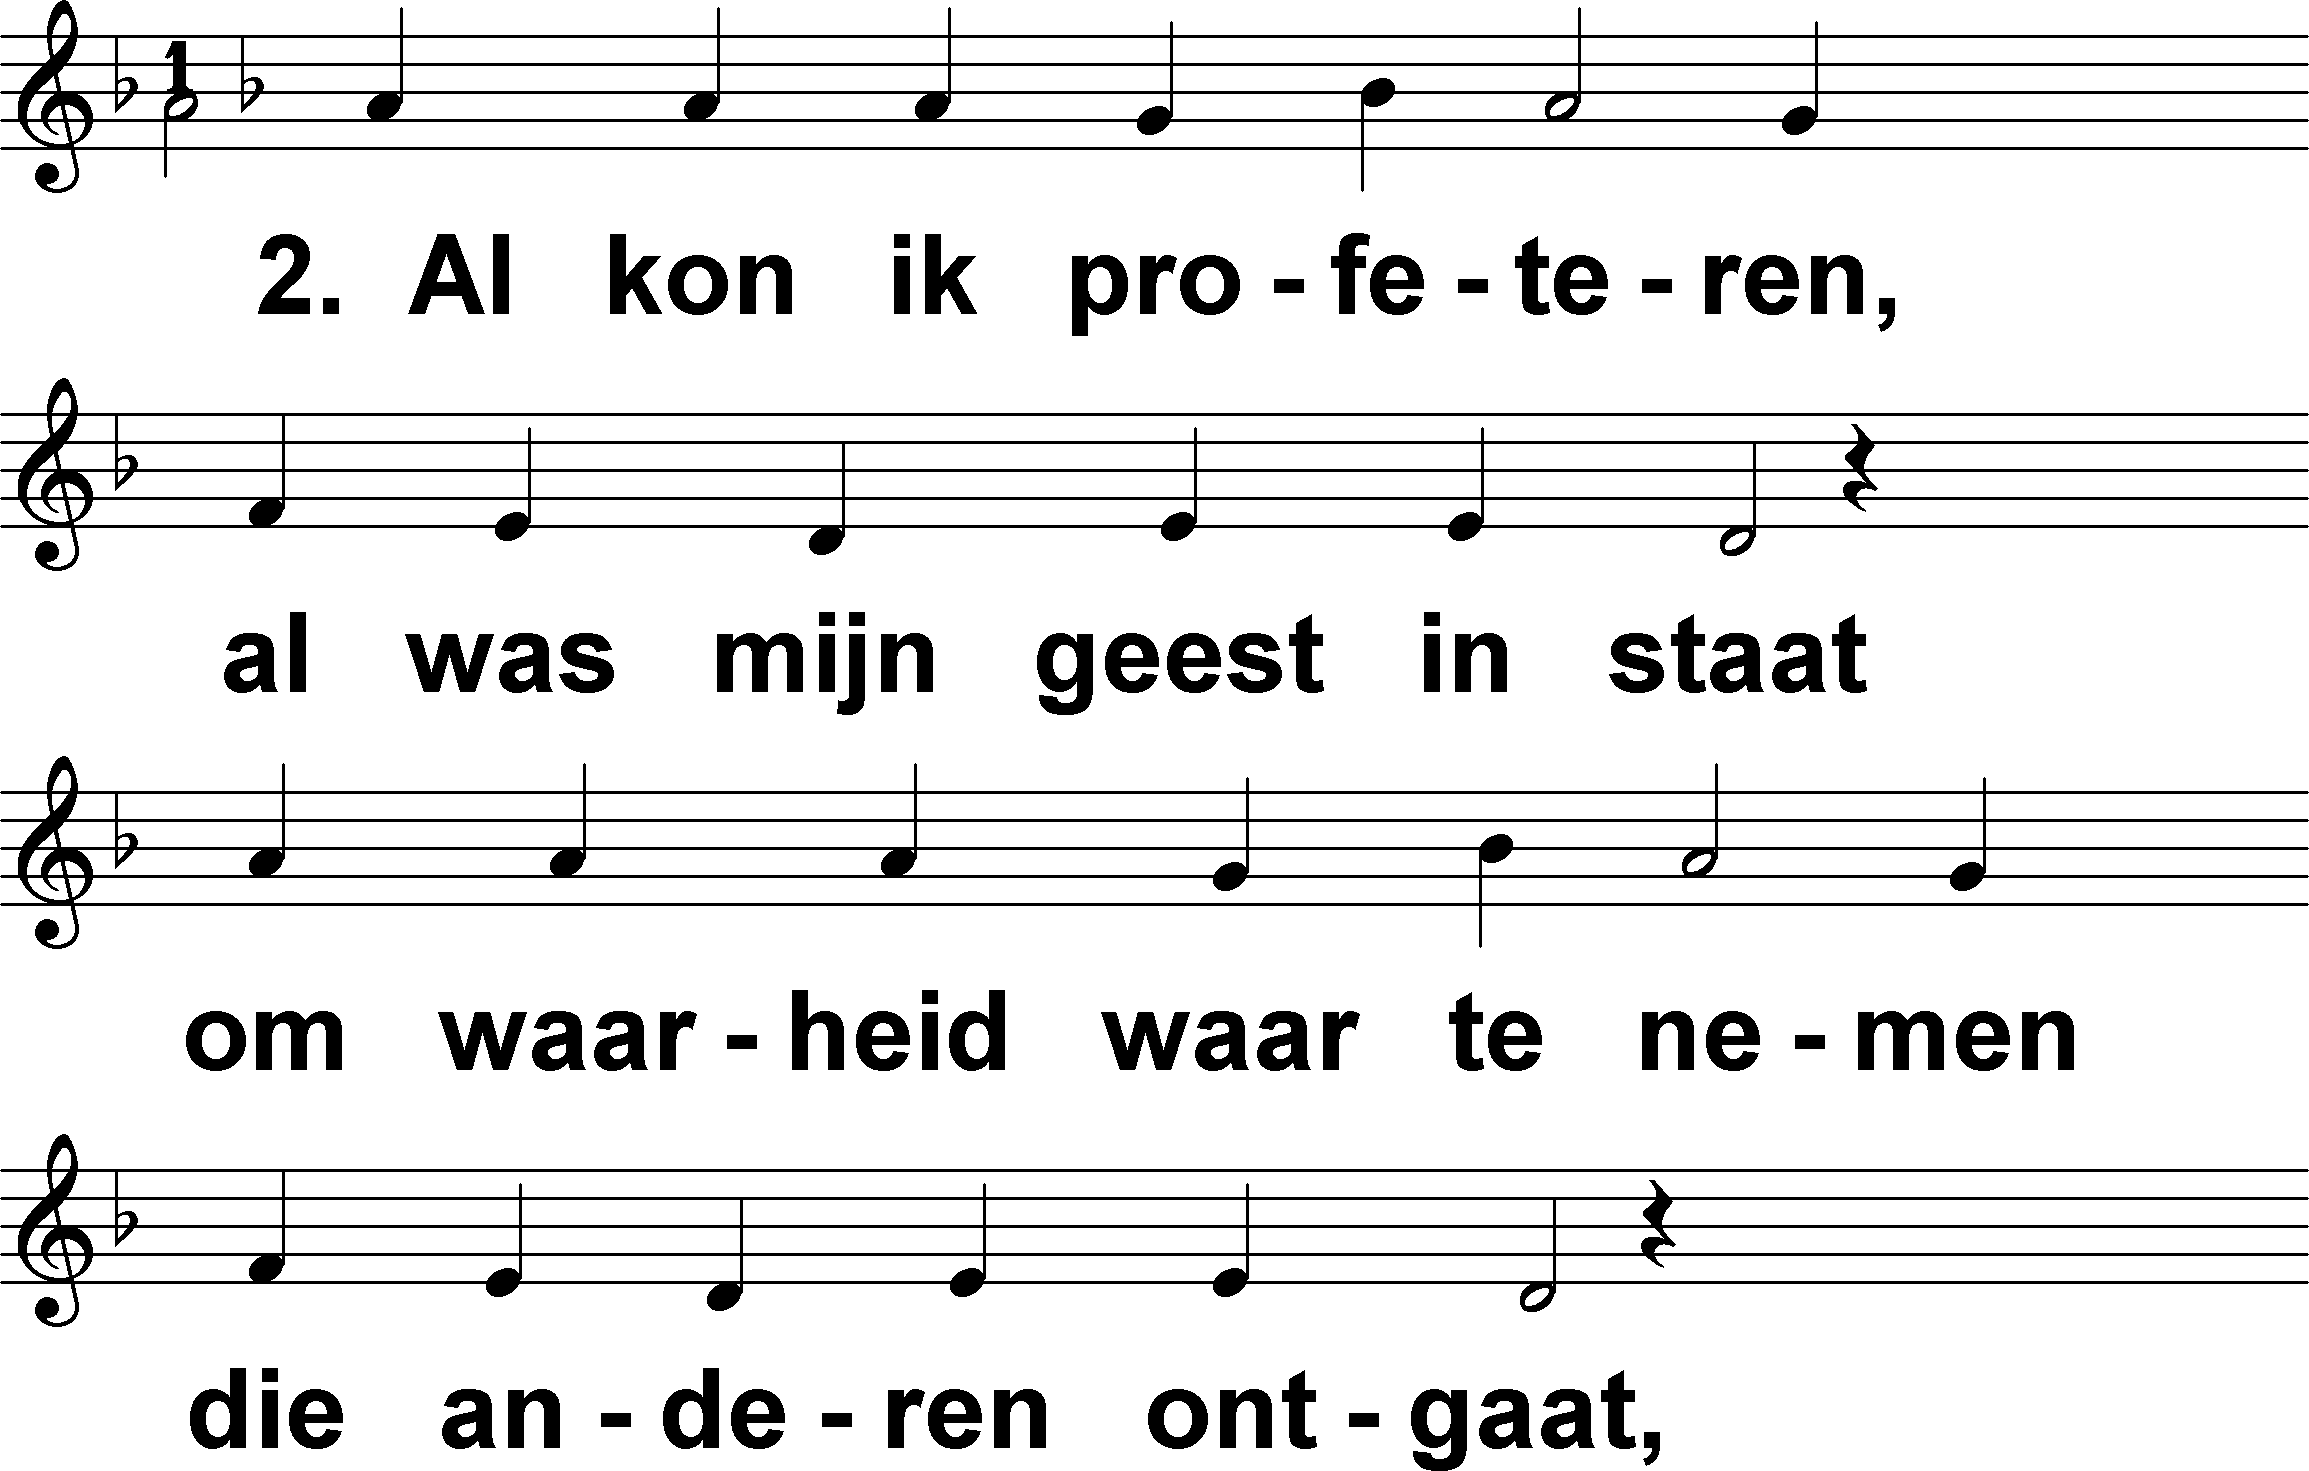 2. Al kon ik pro - fe - te - ren,
al was mijn geest in staat
om waar - heid waar te ne - men
die an - de - ren ont - gaat,